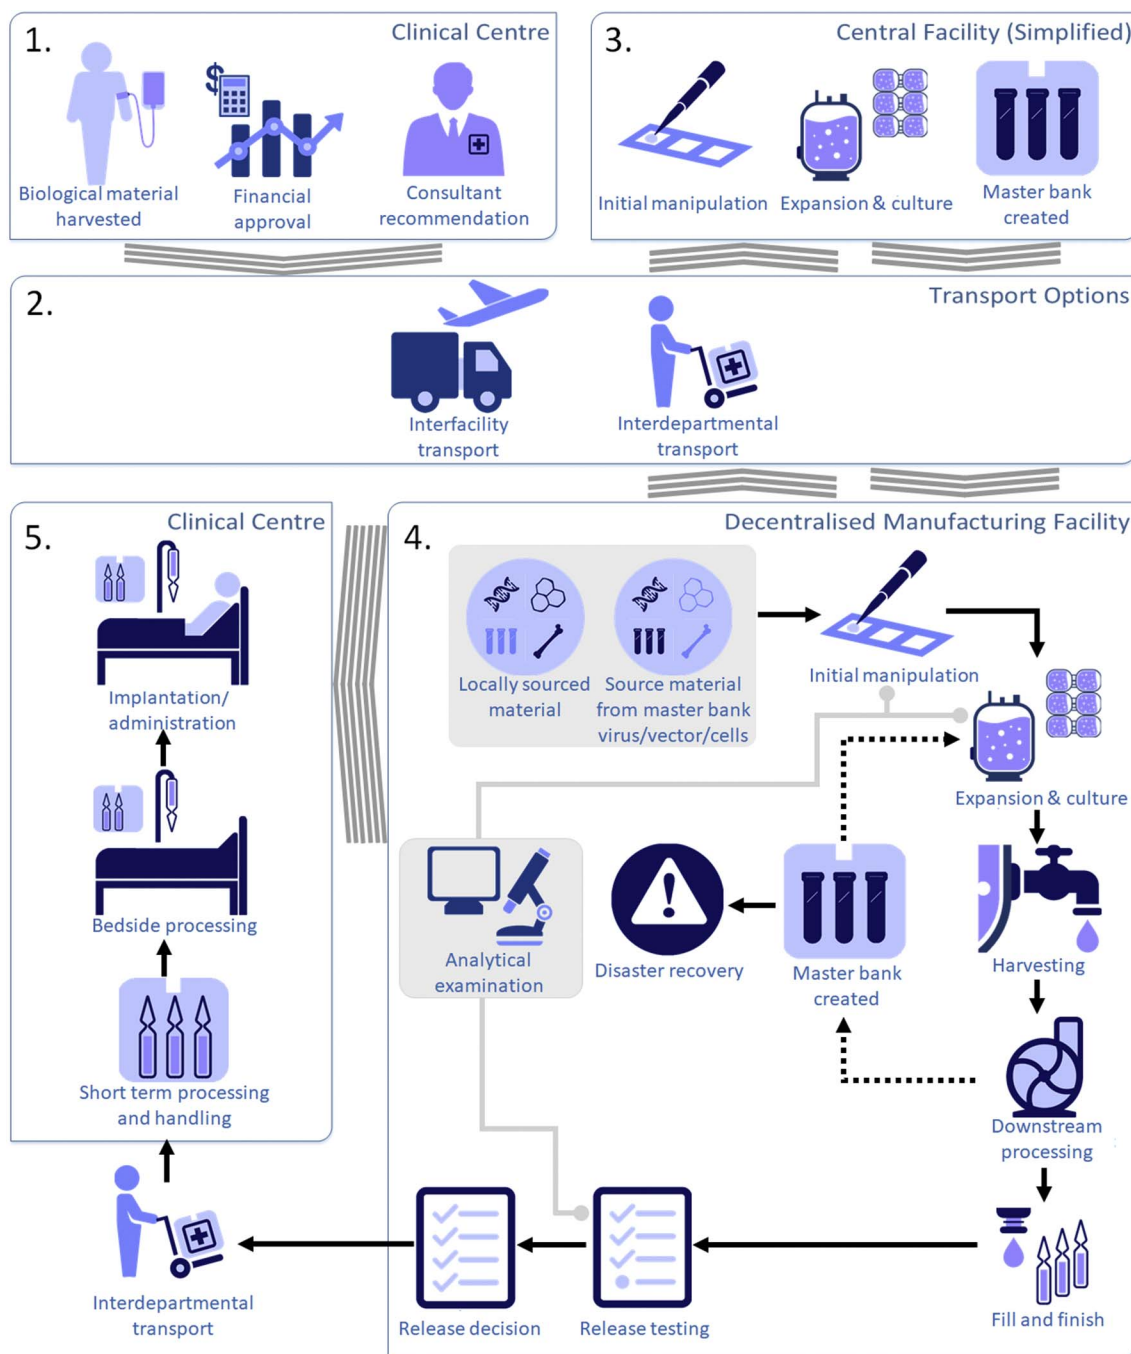 1.
Clinical Centre
$
Biological material
harvested
Financial
approval
Consultant
recommendation
3.
Central Facility (Simplified)
Initial manipulation
Expansion & culture
Master bank
created
2.
Transport Options
Interfacility
transport
Interdepartmental
transport
5.
Clinical Centre
Implantation/
administration
Bedside processing
Short term processing
and handling
Interdepartmental
transport
4.
Decentralised Manufacturing Facility
Locally sourced
material
Source material
from master bank
virus/vector/cells
Initial manipulation
Expansion & culture
Analytical
examination
Disaster recovery
Master bank
created
Harvesting
Downstream
processing
Release decision
Release testing
Fill and finish